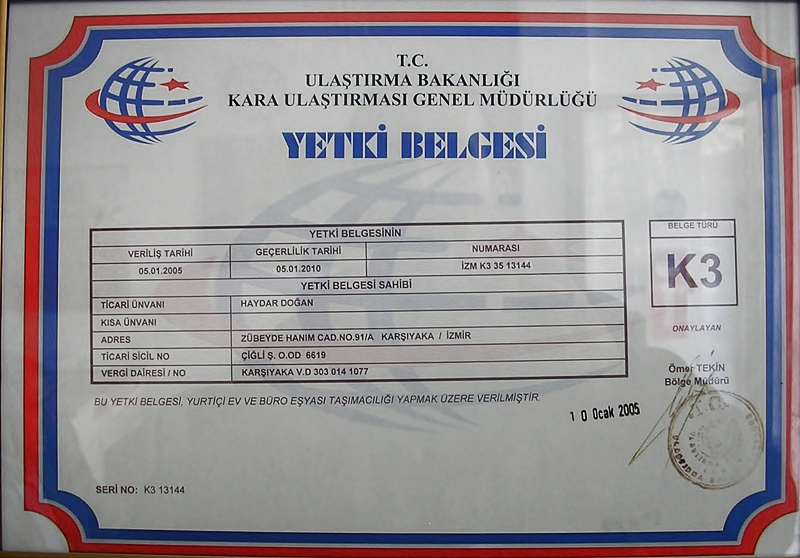 T.C.
ULAŞTIRMA BAKANLIĞI
KARA ULAŞTIRMASI GENEL MÜDÜRLÜĞÜ
YETKİ BELGESİ
YETKİ BELGESİNİN
VERİLİŞ TARİHİ GEÇERLİLİK TARİHİ NUMARASI
05.01.2005 05.01.2010 İZM K3 35 13144
YETKİ BELGESİ SAHİBİ
TİCARİ ÜNVANI HAYDAR DOĞAN
KISA ÜNVANI
ADRES ZÜBEYDE HANIM CAD.NO.91/A KARŞIYAKA / İZMİR
TİCARİ SİCİL NO ÇİĞLİ Ş. O.OD 6619
VERGİ DAİRESİ / NO KARŞIYAKA V.D 303 014 1077
BELGE TÜRÜ
K3
ONAYLAYAN
Ömer TEKİN
Bölge Müdürü
BU YETKİ BELGESİ, YURTİÇİ EV VE BÜRO EŞYASI TAŞIMACILIĞI YAPMAK ÜZERE VERİLMİŞTİR.
10 Ocak 2005
T.C.
SERİ NO: K3 13144